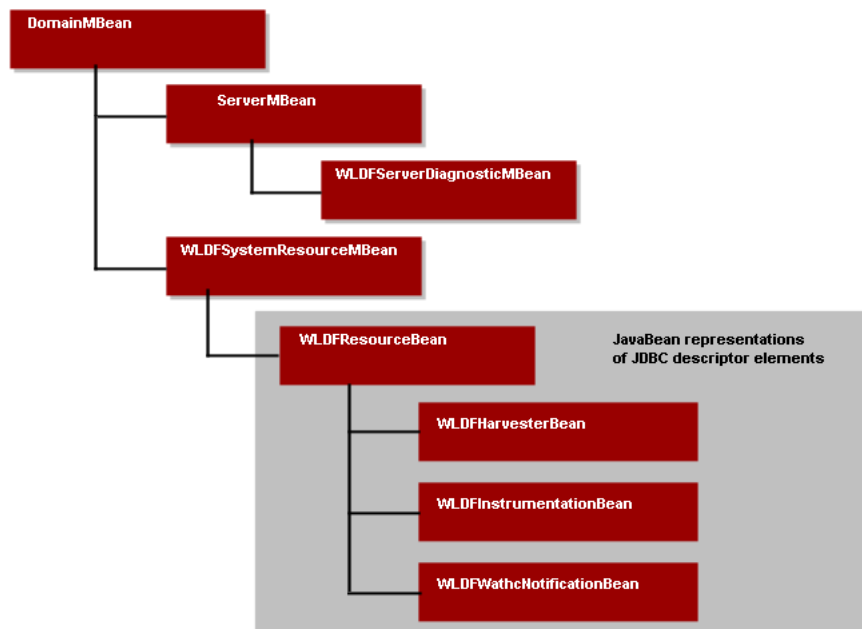 DomainMBean
ServerMBean
WLDFServerDiagnosticMBean
WLDFSystemResourceMBean
WLDFResourceBean
JavaBean representations
of JDBC descriptor elements
WLDFHarvesterBean
WLDFInstrumentationBean
WLDFWathcNotificationBean